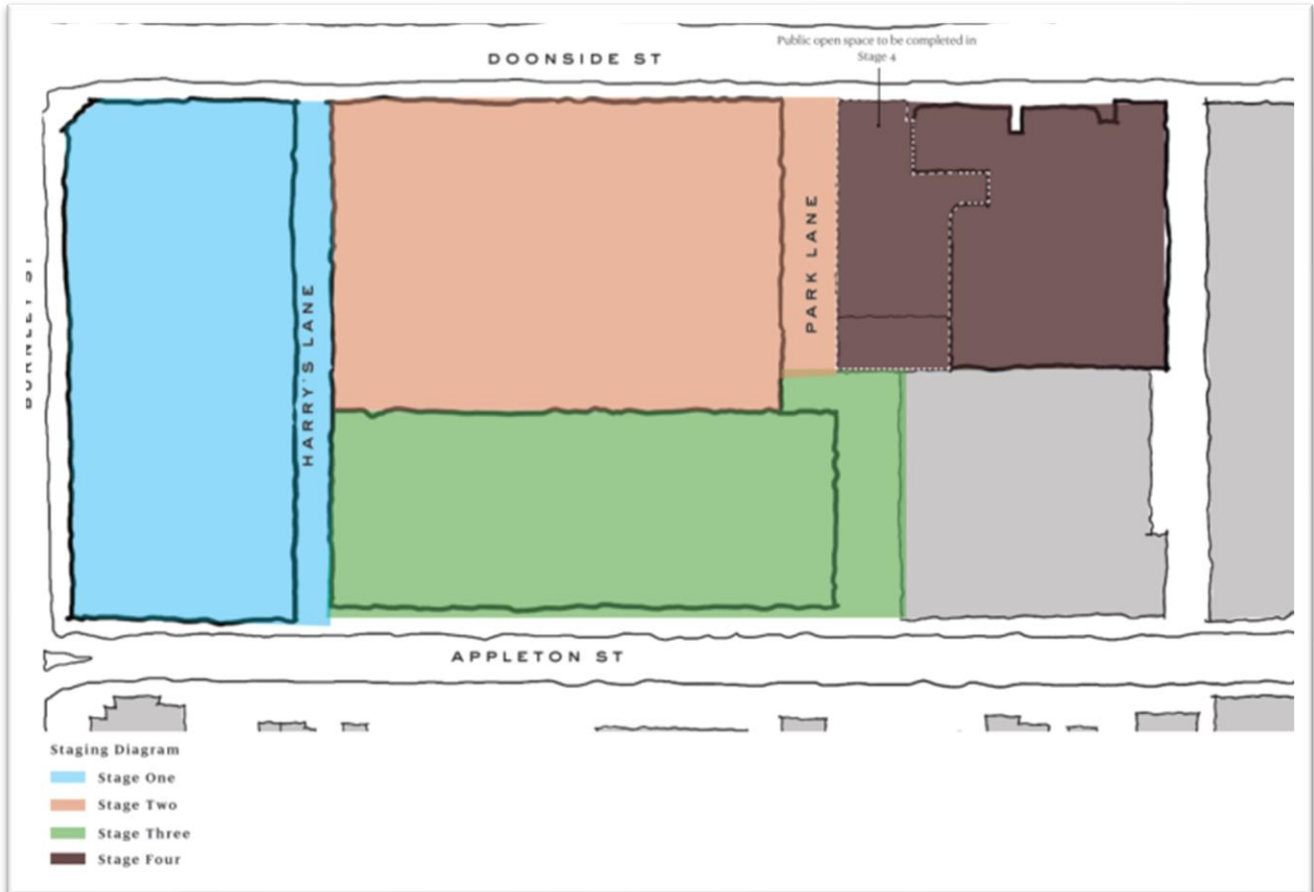 Public open space to be completed in
Stage 4
DOONSIDE ST
PARK LANE
HARRY'S LANE
APPLETON ST
Staging Diagram
Stage One
Stage Two
Stage Three
Stage Four